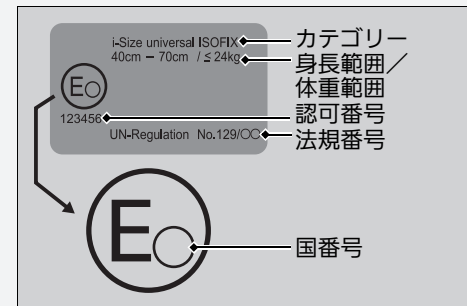 i-Size universal ISOFIX
40cm – 70cm / ≤ 24kg
E○
123456
UN-Regulation No.129/○○
カテゴリー
身長範囲／
体重範囲
認可番号
法規番号
E○
国番号